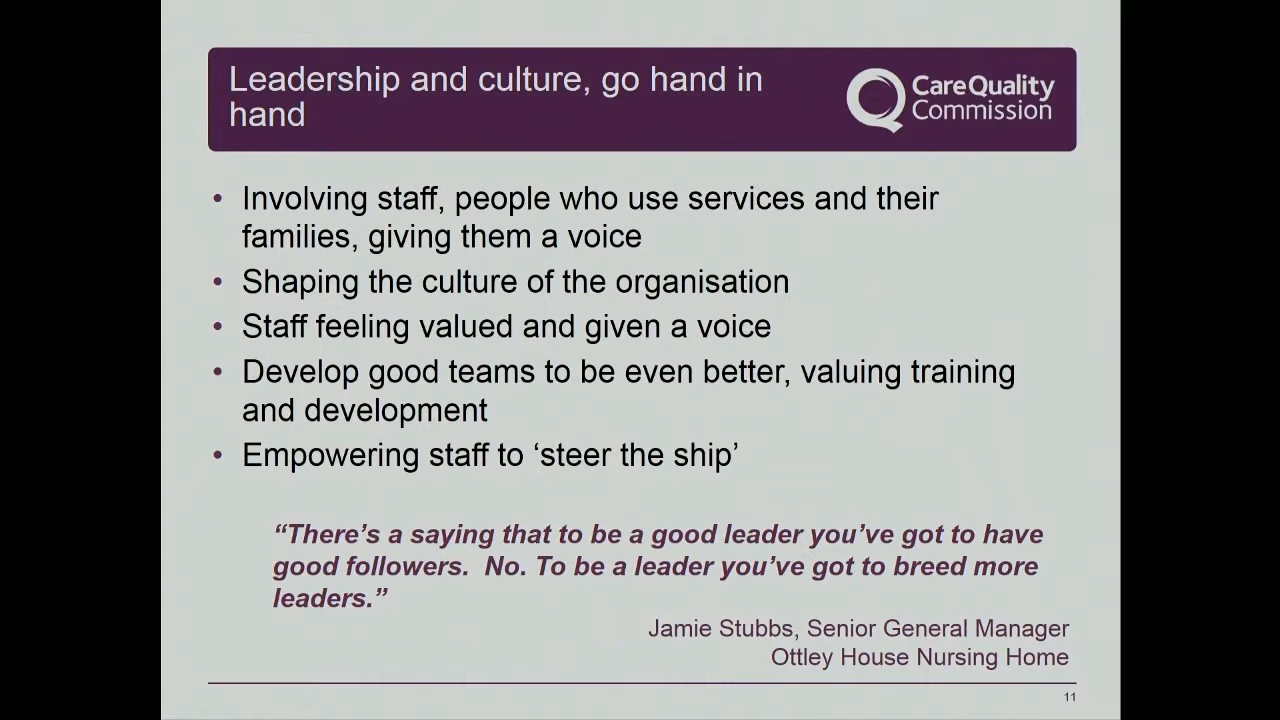 Leadership and culture, go hand in
hand
CareQuality
Commission
• Involving staff, people who use services and their
families, giving them a voice
• Shaping the culture of the organisation
• Staff feeling valued and given a voice
• Develop good teams to be even better, valuing training
and development
• Empowering staff to ‘steer the ship’
“There’s a saying that to be a good leader you’ve got to have
good followers.  No. To be a leader you’ve got to breed more
leaders.”
Jamie Stubbs, Senior General Manager
Ottley House Nursing Home
11